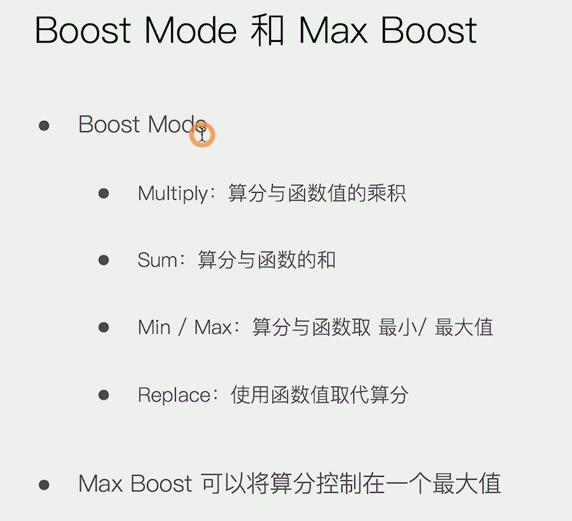 Boost Mode 和 Max Boost
Boost Mode
Multiply：算分与函数值的乘积
Sum：算分与函数的和
Min / Max：算分与函数取 最小/ 最大值
Replace：使用函数值取代算分
Max Boost 可以将算分控制在一个最大值